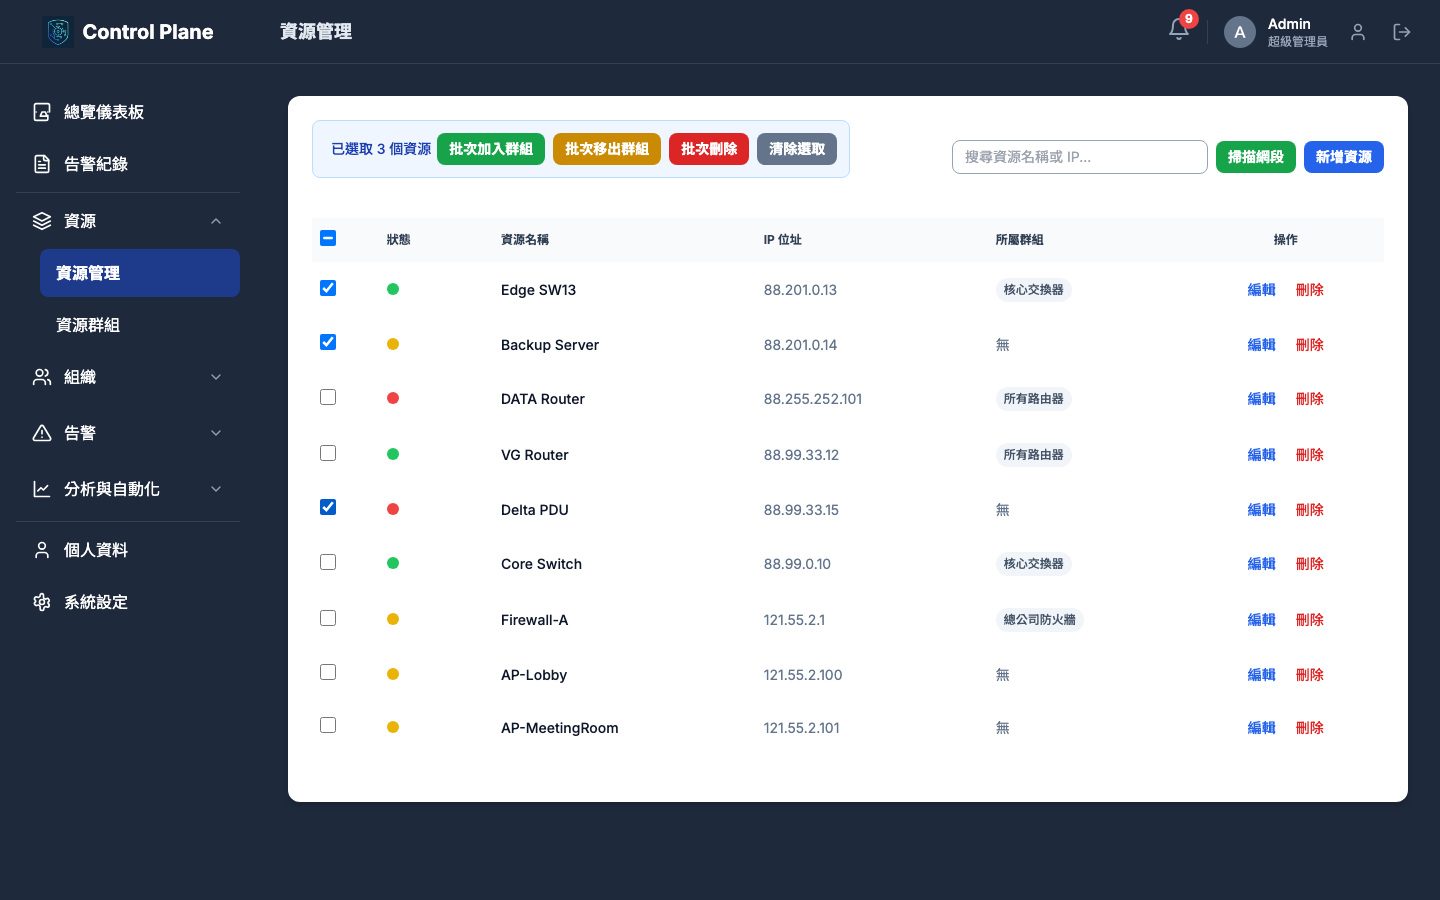 Control Plane
資源管理
9
A
Admin
超級管理員
總覽儀表板
告警紀錄
資源
資源管理
資源群組
組織
告警
分析與自動化
個人資料
系統設定
已選取 3 個資源 批次加入群組 批次移出群組 批次刪除 清除選取
搜尋資源名稱或 IP... 掃描網段 新增資源
狀態 資源名稱 IP 位址 所屬群組 操作
Edge SW13 88.201.0.13 核心交換器 編輯 刪除
Backup Server 88.201.0.14 無 編輯 刪除
DATA Router 88.255.252.101 所有路由器 編輯 刪除
VG Router 88.99.33.12 所有路由器 編輯 刪除
Delta PDU 88.99.33.15 無 編輯 刪除
Core Switch 88.99.0.10 核心交換器 編輯 刪除
Firewall-A 121.55.2.1 總公司防火牆 編輯 刪除
AP-Lobby 121.55.2.100 無 編輯 刪除
AP-MeetingRoom 121.55.2.101 無 編輯 刪除